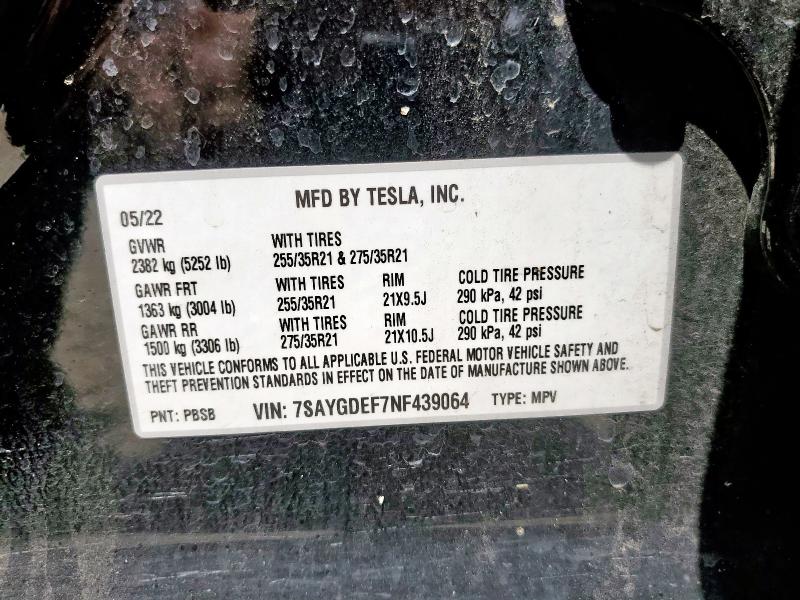 MFD BY TESLA, INC.
05/22
GVWR WITH TIRES
2382 kg (5252 lb) 255/35R21 & 275/35R21
GAWR FRT WITH TIRES RIM COLD TIRE PRESSURE
1363 kg (3004 lb) 255/35R21 21X9.5J 290 kPa, 42 psi
GAWR RR WITH TIRES RIM COLD TIRE PRESSURE
1500 kg (3306 lb) 275/35R21 21X10.5J 290 kPa, 42 psi
THIS VEHICLE CONFORMS TO ALL APPLICABLE U.S. FEDERAL MOTOR VEHICLE SAFETY AND
THEFT PREVENTION STANDARDS IN EFFECT ON THE DATE OF MANUFACTURE SHOWN ABOVE.
PNT: PBSB VIN: 7SAYGDEF7NF439064 TYPE: MPV